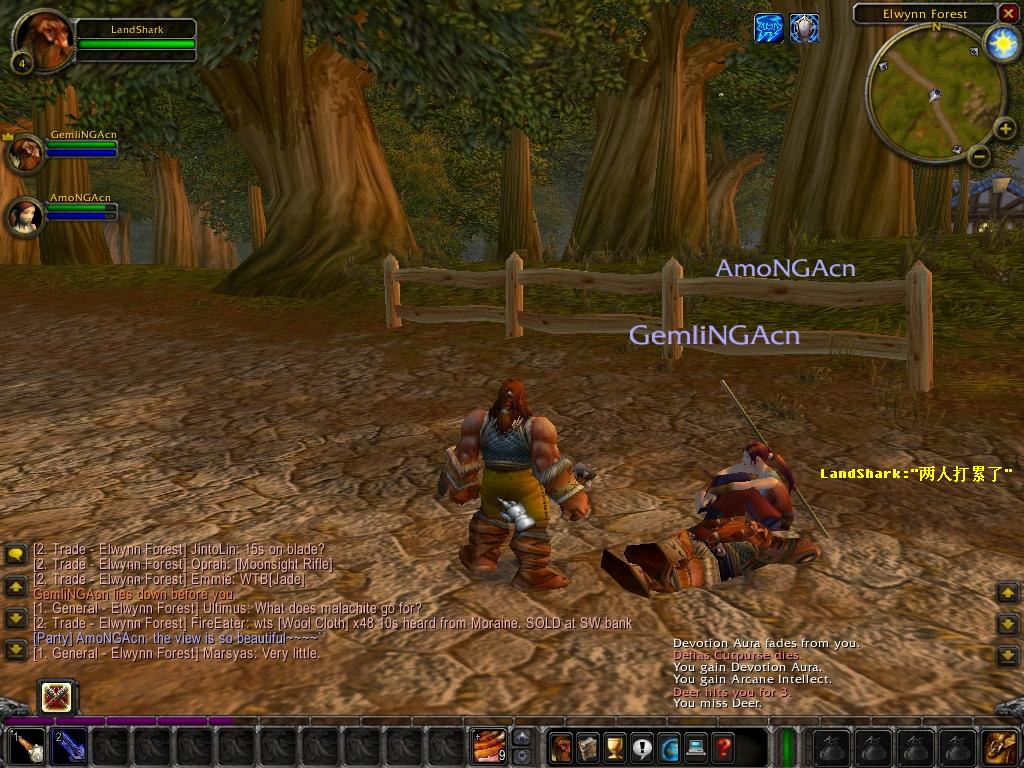 LandShark
4
Elwynn Forest
N
GemliNGAcn
AmoNGAcn
AmoNGAcn
GemliNGAcn
LandShark:"两人打累了"
[2. Trade - Elwynn Forest] JintoLin: 15s on blade?
[2. Trade - Elwynn Forest] Oprah: [Moonsight Rifle]
[2. Trade - Elwynn Forest] Emmie: WTB[Jade]
GemliNGAcn lies down before you.
[1. General - Elwynn Forest] Ultimus: What does malachite go for?
[2. Trade - Elwynn Forest] FireEater: wts [Wool Cloth] x48 10s heard from Moraine. SOLD at SW bank
[Party] AmoNGAcn: the view is so beautiful~~~~``
[1. General - Elwynn Forest] Marsyas: Very little.
Devotion Aura fades from you.
Defias Cutpurse dies.
You gain Devotion Aura.
You gain Arcane Intellect.
Deer hits you for 3.
You miss Deer.
1
2
9